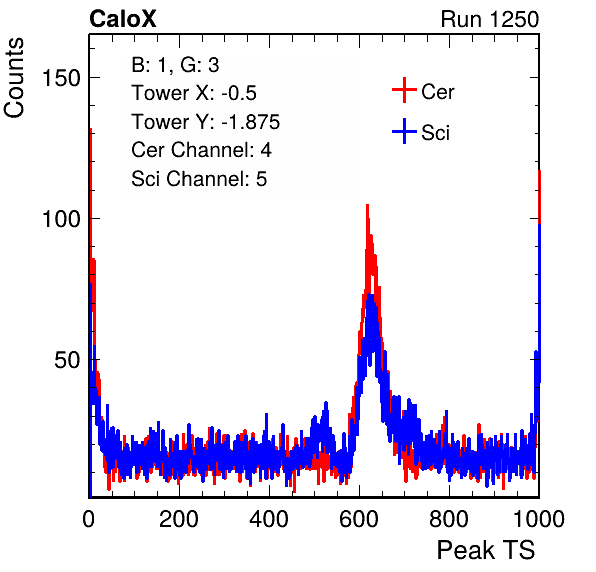 CaloX Run 1250
Counts
B: 1, G: 3
Tower X: -0.5
Tower Y: -1.875
Cer Channel: 4
Sci Channel: 5
Cer
Sci
150
100
50
0 200 400 600 800 1000
Peak TS